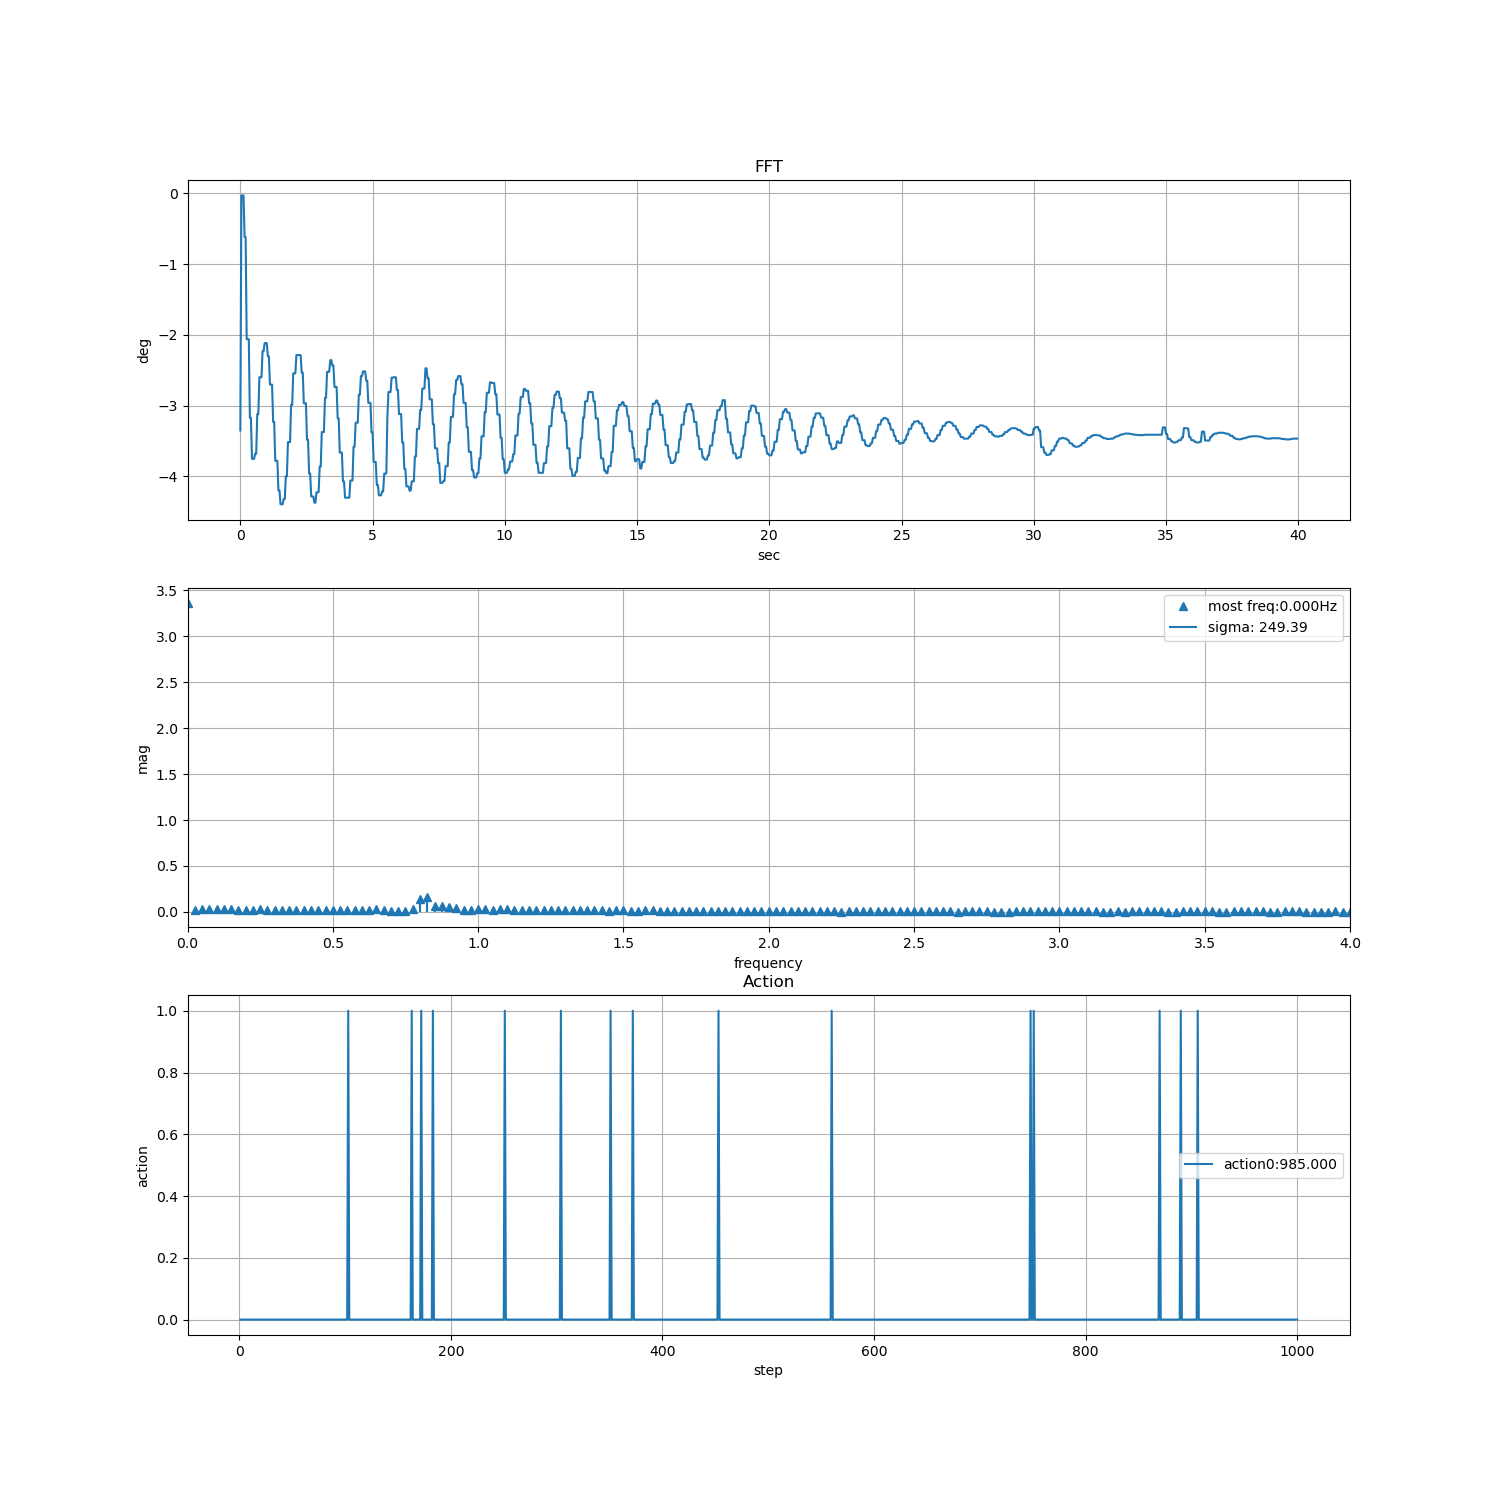 FFT
0
−1
−2
−3
−4
deg
0 5 10 15 20 25 30 35 40
sec
3.5
3.0
2.5
2.0
1.5
1.0
0.5
0.0
mag
most freq:0.000Hz
sigma: 249.39
0.0 0.5 1.0 1.5 2.0 2.5 3.0 3.5 4.0
frequency
Action
1.0
0.8
0.6
0.4
0.2
0.0
action
action0:985.000
0 200 400 600 800 1000
step